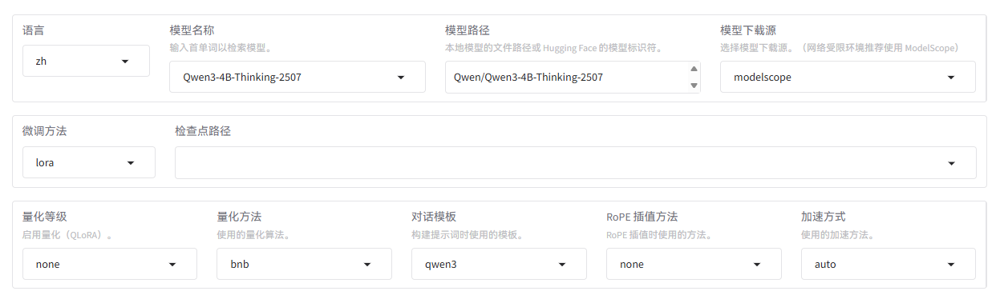 语言
zh
模型名称
输入首单词以检索模型。
Qwen3-4B-Thinking-2507
模型路径
本地模型的文件路径或 Hugging Face 的模型标识符。
Qwen/Qwen3-4B-Thinking-2507
模型下载源
选择模型下载源。（网络受限环境推荐使用 ModelScope）
modelscope
微调方法
lora
检查点路径
量化等级
启用量化（QLoRA）。
none
量化方法
使用的量化算法。
bnb
对话模板
构建提示词时使用的模板。
qwen3
RoPE 插值方法
RoPE 插值时使用的方法。
none
加速方式
使用的加速方法。
auto